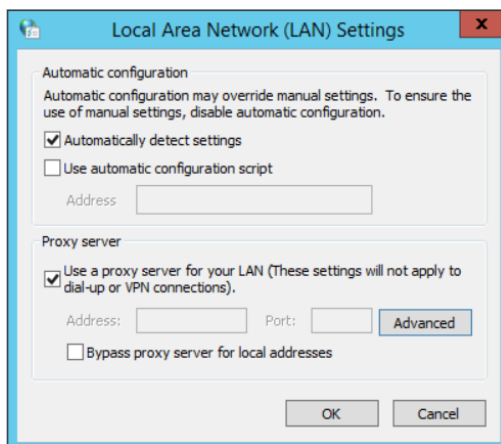 Local Area Network (LAN) Settings
x
Automatic configuration
Automatic configuration may override manual settings. To ensure the
use of manual settings, disable automatic configuration.
Automatically detect settings
Use automatic configuration script
Address
Proxy server
Use a proxy server for your LAN (These settings will not apply to
dial-up or VPN connections).
Address:
Port:
Advanced
Bypass proxy server for local addresses
OK
Cancel